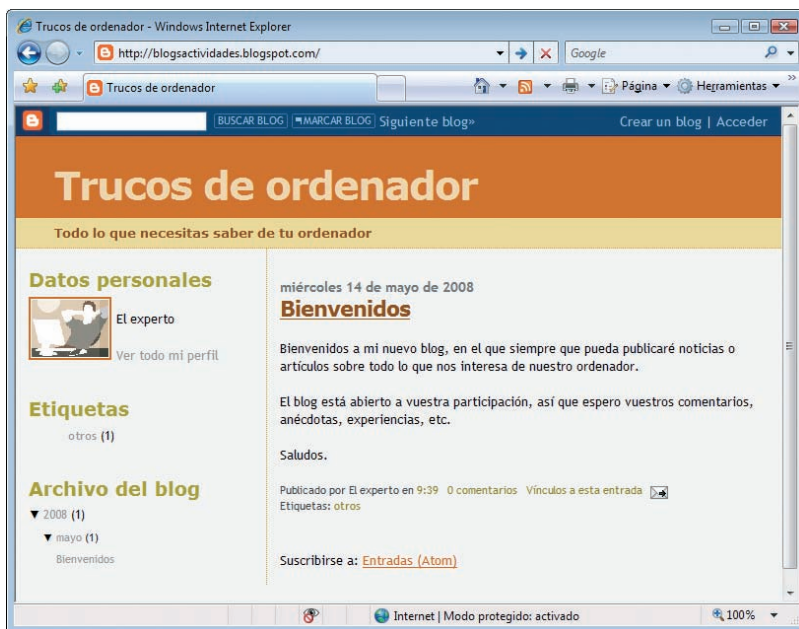 Trucos de ordenador - Windows Internet Explorer
http://blogsactividades.blogspot.com/
Google
Trucos de ordenador
Página
Herramientas
BUSCAR BLOG MARCAR BLOG Siguiente blog» Crear un blog | Acceder
Trucos de ordenador
Todo lo que necesitas saber de tu ordenador
Datos personales
El experto
Ver todo mi perfil
Etiquetas
otros (1)
Archivo del blog
▼ 2008 (1)
▼ mayo (1)
Bienvenidos
miércoles 14 de mayo de 2008
Bienvenidos
Bienvenidos a mi nuevo blog, en el que siempre que pueda publicaré noticias o
artículos sobre todo lo que nos interesa de nuestro ordenador.
El blog está abierto a vuestra participación, así que espero vuestros comentarios,
anécdotas, experiencias, etc.
Saludos.
Publicado por El experto en 9:39 0 comentarios Vínculos a esta entrada
Etiquetas: otros
Suscribirse a: Entradas (Atom)
Internet | Modo protegido: activado
100%